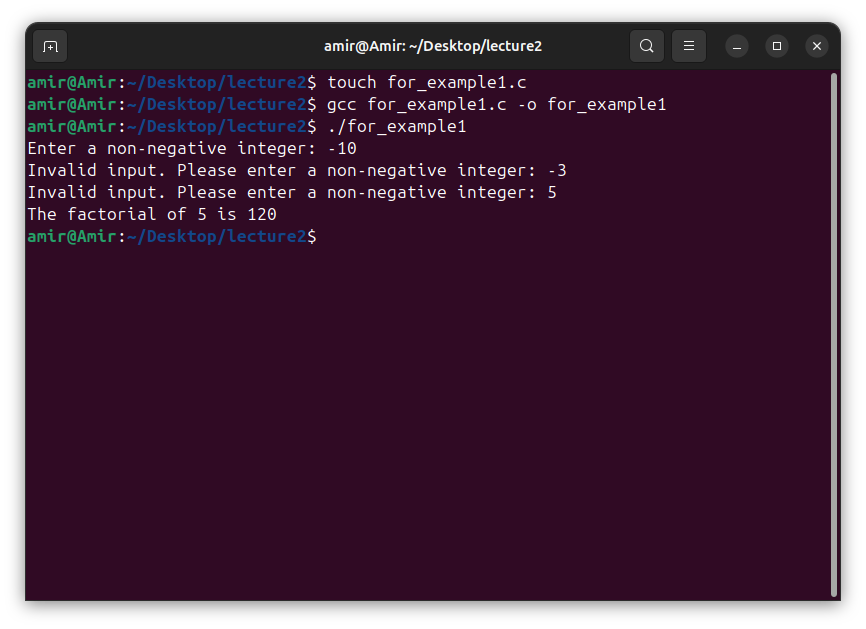 amir@Amir: ~/Desktop/lecture2
amir@Amir:~/Desktop/lecture2$ touch for_example1.c
amir@Amir:~/Desktop/lecture2$ gcc for_example1.c -o for_example1
amir@Amir:~/Desktop/lecture2$ ./for_example1
Enter a non-negative integer: -10
Invalid input. Please enter a non-negative integer: -3
Invalid input. Please enter a non-negative integer: 5
The factorial of 5 is 120
amir@Amir:~/Desktop/lecture2$